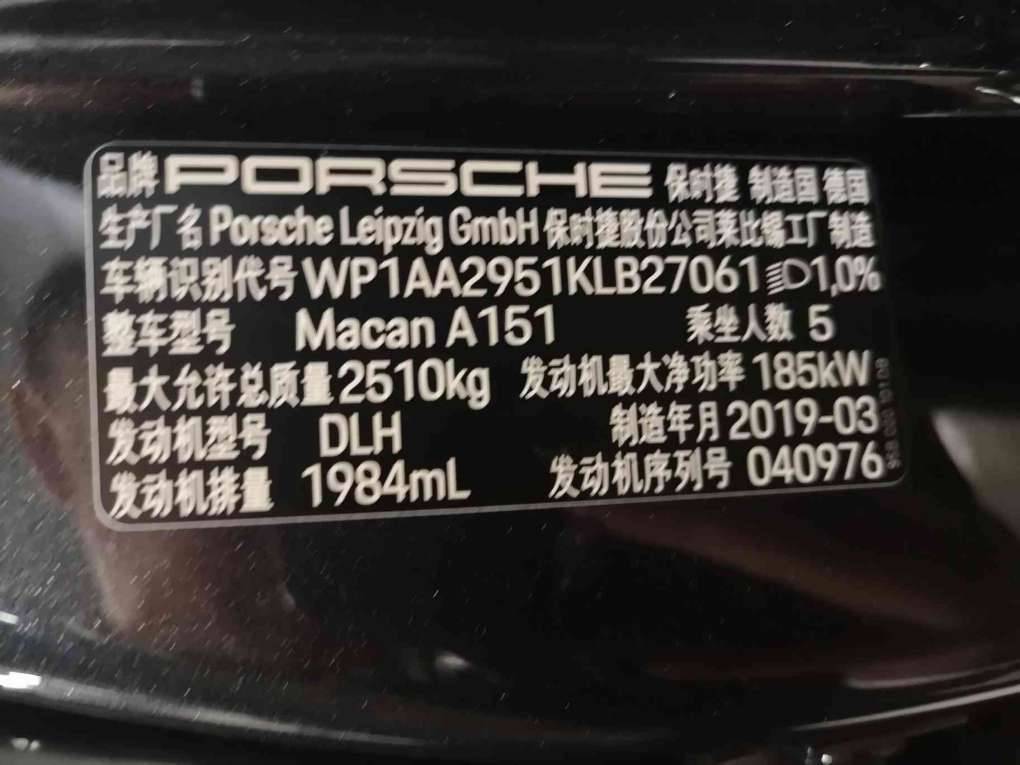 品牌 PORSCHE 保时捷 制造国 德国
生产厂名 Porsche Leipzig GmbH 保时捷股份公司莱比锡工厂制造
车辆识别代号 WP1AA2951KLB27061 1,0%
整车型号 Macan A151 乘坐人数 5
最大允许总质量 2510kg 发动机最大净功率 185kW
发动机型号 DLH 制造年月 2019-03
发动机排量 1984mL 发动机序列号 040976